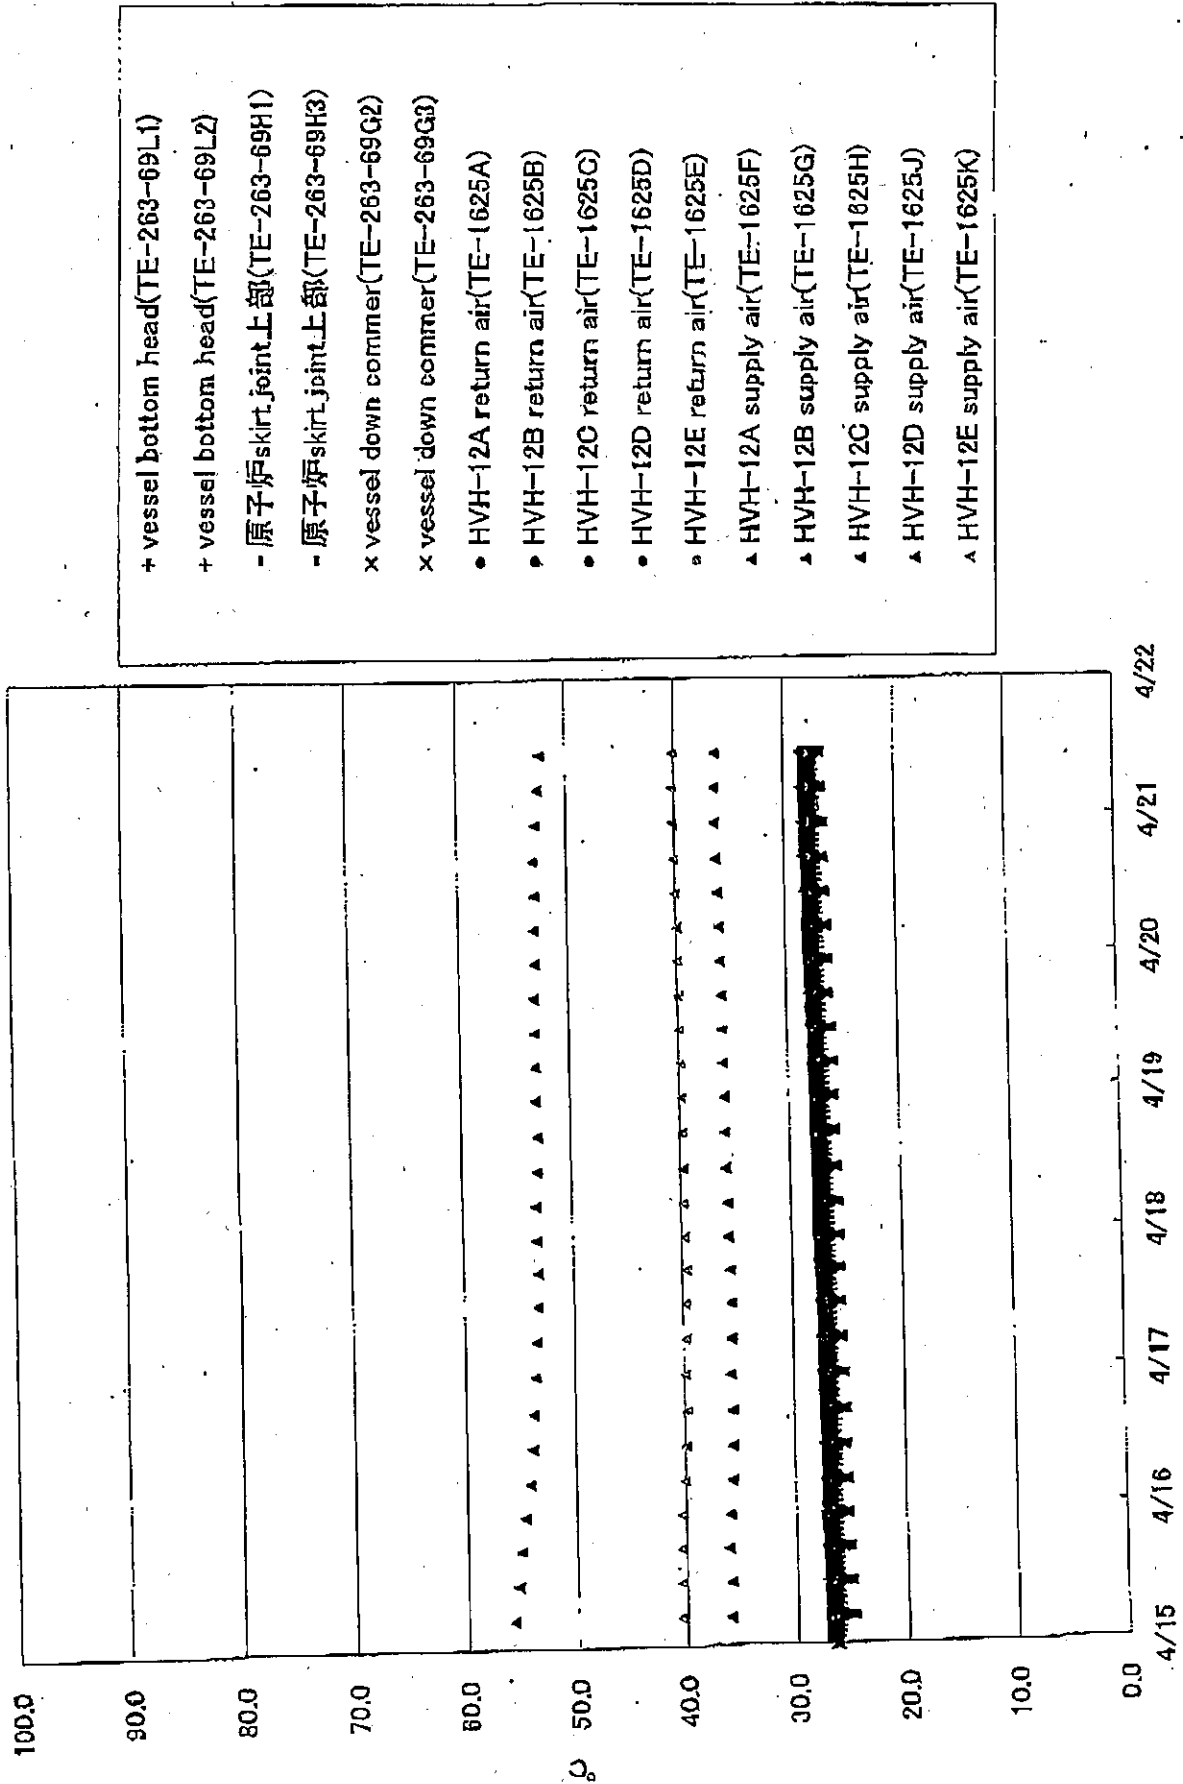 100.0
90.0
80.0
70.0
60.0
50.0
40.0
30.0
20.0
10.0
0.0
℃
4/15
4/16
4/17
4/18
4/19
4/20
4/21
4/22
+ vessel bottom head(TE-263-69L1)
+ vessel bottom head(TE-263-69L2)
- 原子炉skirt joint上部(TE-263-69H1)
- 原子炉skirt joint上部(TE-263-69H3)
× vessel down commer(TE-263-69G2)
× vessel down commer(TE-263-69G3)
● HVH-12A return air(TE-1625A)
● HVH-12B return air(TE-1625B)
● HVH-12C return air(TE-1625C)
● HVH-12D return air(TE-1625D)
● HVH-12E return air(TE-1625E)
▲ HVH-12A supply air(TE-1625F)
▲ HVH-12B supply air(TE-1625G)
▲ HVH-12C supply air(TE-1625H)
▲ HVH-12D supply air(TE-1625J)
▲ HVH-12E supply air(TE-1625K)